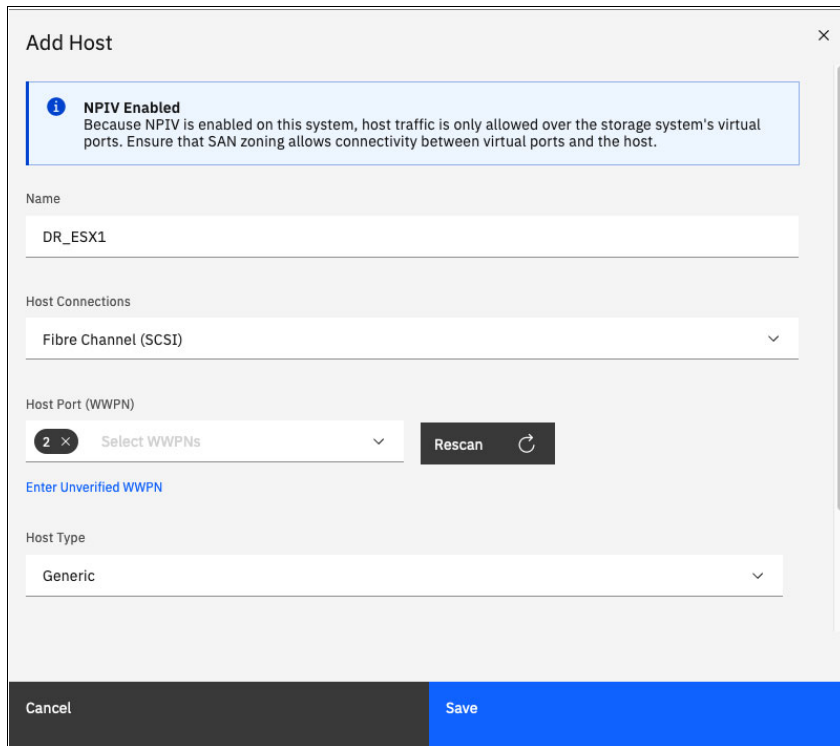 Add Host
NPIV Enabled
Because NPIV is enabled on this system, host traffic is only allowed over the storage system's virtual
ports. Ensure that SAN zoning allows connectivity between virtual ports and the host.
Name
DR_ESX1
Host Connections
Fibre Channel (SCSI)
Host Port (WWPN)
2 Select WWPNs
Rescan
Enter Unverified WWPN
Host Type
Generic
Cancel
Save